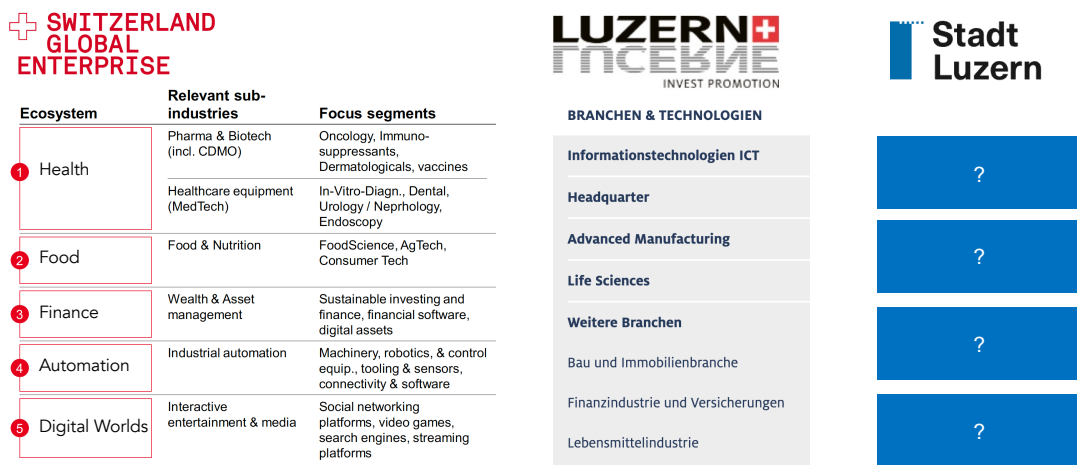 SWITZERLAND
GLOBAL
ENTERPRISE
Ecosystem
Relevant sub-
industries
Focus segments
1
Health
Pharma & Biotech
(incl. CDMO)
Oncology, Immuno-
suppressants,
Dermatologicals, vaccines
Healthcare equipment
(MedTech)
In-Vitro-Diagn., Dental,
Urology / Neprhology,
Endoscopy
2
Food
Food & Nutrition
FoodScience, AgTech,
Consumer Tech
3
Finance
Wealth & Asset
management
Sustainable investing and
finance, financial software,
digital assets
4
Automation
Industrial automation
Machinery, robotics, & control
equip., tooling & sensors,
connectivity & software
5
Digital Worlds
Interactive
entertainment & media
Social networking
platforms, video games,
search engines, streaming
platforms
LUZERN
LUCERNE
INVEST PROMOTION
BRANCHEN & TECHNOLOGIEN
Informationstechnologien ICT
Headquarter
Advanced Manufacturing
Life Sciences
Weitere Branchen
Bau und Immobilienbranche
Finanzindustrie und Versicherungen
Lebensmittelindustrie
Stadt
Luzern
?
?
?
?